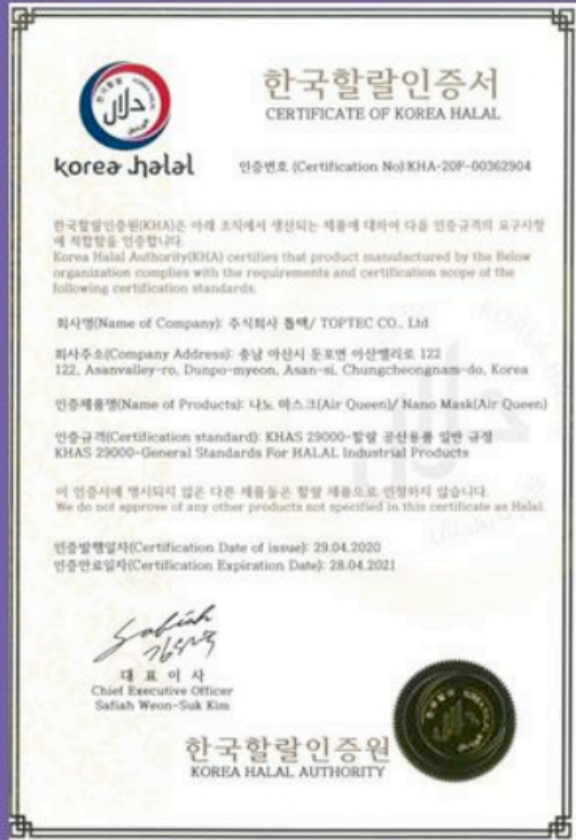 한국할랄인증서
CERTIFICATE OF KOREA HALAL
حلال
korea halal
인증번호 (Certification No) KHA-20F-00362904
한국할랄인증원(KHA)은 아래 조직에서 생산되는 제품에 대하여 다음 인증규격의 요구사항
에 적합함을 인증합니다.
Korea Halal Authority(KHA) certifies that product manufactured by the Below
organization complies with the requirements and certification scope of the
following certification standards.
회사명(Name of Company): 주식회사 톱텍/ TOPTEC CO., Ltd
회사주소(Company Address): 충남 아산시 둔포면 아산밸리로 122
122, Asanvalley-ro, Dunpo-myeon, Asan-si, Chungcheongnam-do, Korea
인증제품명(Name of Products): 나노 마스크(Air Queen)/ Nano Mask(Air Queen)
인증규격(Certification standard): KHAS 29000-할랄 공산용품 일반 규정
KHAS 29000-General Standards For HALAL Industrial Products
이 인증서에 명시되지 않은 다른 제품들은 할랄 제품으로 인정하지 않습니다.
We do not approve of any other products not specified in this certificate as Halal.
인증발행일자(Certification Date of issue): 29.04.2020
인증만료일자(Certification Expiration Date): 28.04.2021
Safiah
대 표 이 사
Chief Executive Officer
Safiah Weon-Suk Kim
한국할랄인증원
KOREA HALAL AUTHORITY
حلال